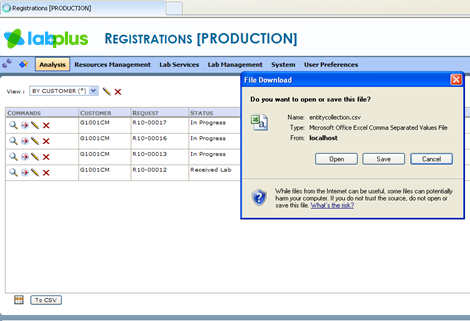 Registrations [PRODUCTION]
labplus
REGISTRATIONS [PRODUCTION]
Analysis Resources Management Lab Services Lab Management System User Preferences
View : BY CUSTOMER (*)
COMMANDS CUSTOMER REQUEST STATUS
G1001CM R10-00017 In Progress
G1001CM R10-00016 In Progress
G1001CM R10-00013 In Progress
G1001CM R10-00012 Received Lab
To CSV
File Download
Do you want to open or save this file?
Name: entitycollection.csv
Type: Microsoft Office Excel Comma Separated Values File
From: localhost
Open Save Cancel
While files from the Internet can be useful, some files can potentially
harm your computer. If you do not trust the source, do not open or
save this file. What's the risk?